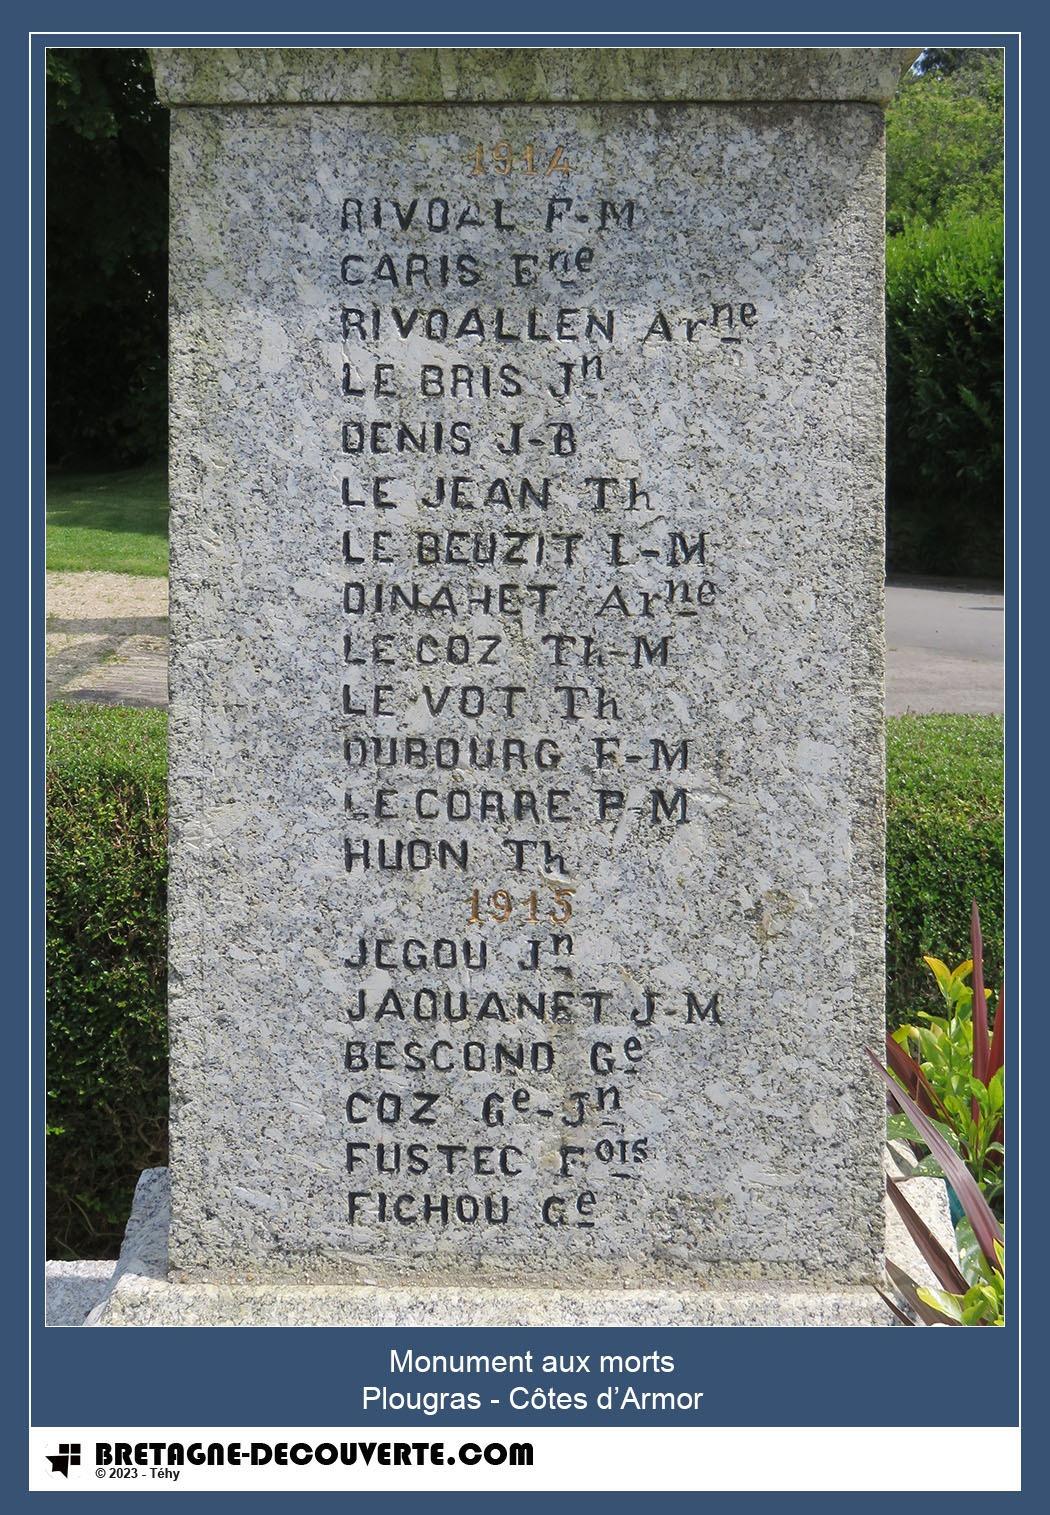 1914
RIVOAL F-M
CARIS Ene
RIVOALLEN Arne
LE BRIS Jn
DENIS J-B
LE JEAN Th
LE BEUZIT L-M
DINAHET Arne
LE COZ Th-M
LE VOT Th
DUBOURG F-M
LE CORRE P-M
HUON Th
1915
JEGOU Jn
JAOUANET J-M
BESCOND Ge
COZ Ge-Jn
FUSTEC Fois
FICHOU Ge
Monument aux morts
Plougras - Côtes d’Armor
BRETAGNE-DECOUVERTE.COM
© 2023 - Téhy